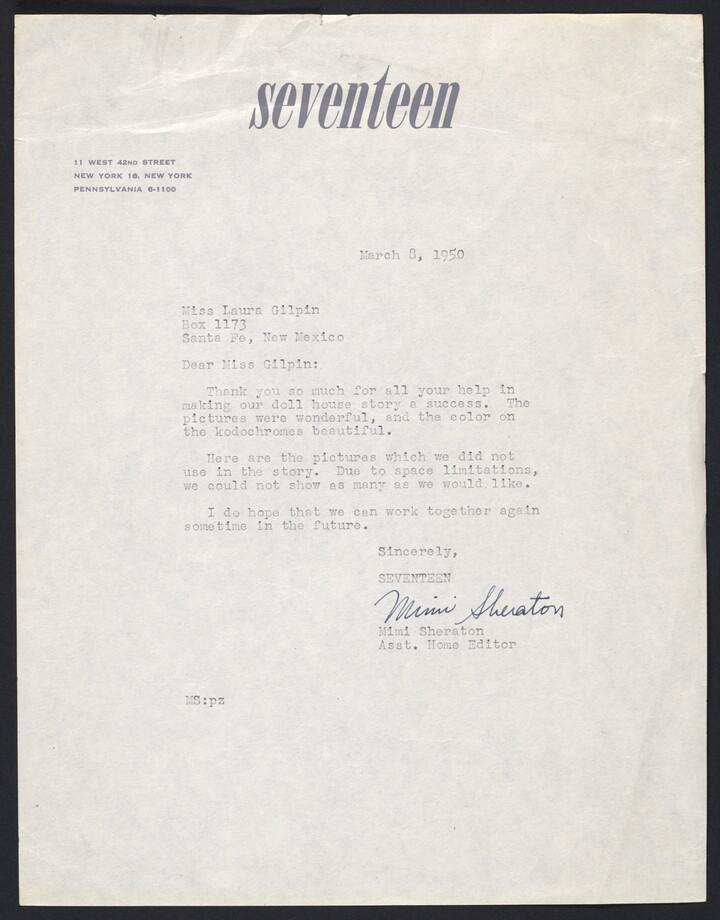 seventeen
11 WEST 42ND STREET
NEW YORK 18, NEW YORK
PENNSYLVANIA 6-1100
March 8, 1950
Miss Laura Gilpin
Box 1173
Santa Fe, New Mexico
Dear Miss Gilpin:
Thank you so much for all your help in
making our doll house story a success. The
pictures were wonderful, and the color on
the kodochromes beautiful.
Here are the pictures which we did not
use in the story. Due to space limitations,
we could not show as many as we would like.
I do hope that we can work together again
sometime in the future.
Sincerely,
SEVENTEEN
Mimi Sheraton
Mimi Sheraton
Asst. Home Editor
MS:pz